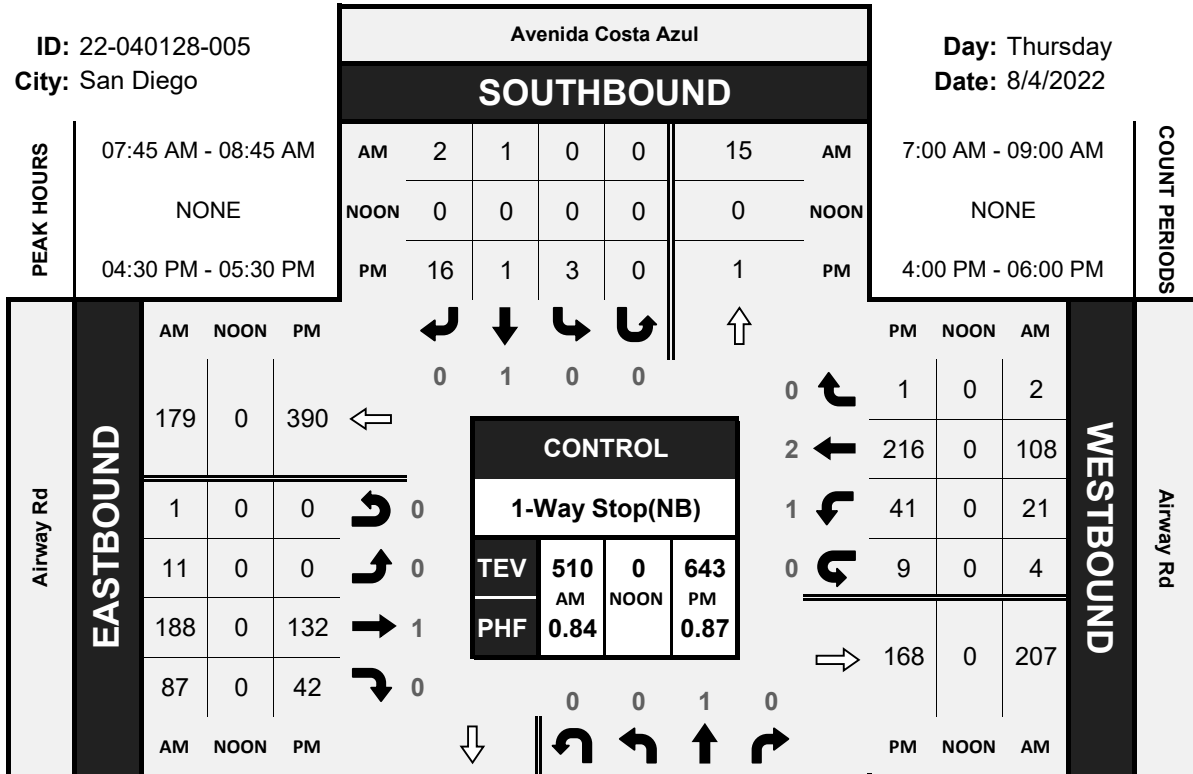 ID: 22-040128-005
City: San Diego
Avenida Costa Azul
SOUTHBOUND
Day: Thursday
Date: 8/4/2022
PEAK HOURS
07:45 AM - 08:45 AM
NONE
04:30 PM - 05:30 PM
AM 2 1 0 0 15 AM
NOON 0 0 0 0 0 NOON
PM 16 1 3 0 1 PM
7:00 AM - 09:00 AM
NONE
4:00 PM - 06:00 PM
COUNT PERIODS
0 1 0 0
Airway Rd
EASTBOUND
AM NOON PM
179 0 390
1 0 0 0
11 0 0 0
188 0 132 1
87 0 42 0
AM NOON PM
CONTROL
1-Way Stop(NB)
TEV 510 0 643
AM NOON PM
PHF 0.84 0.87
PM NOON AM
0 1 0 2
2 216 0 108
1 41 0 21
0 9 0 4
168 0 207
PM NOON AM
WESTBOUND
Airway Rd
0 0 1 0